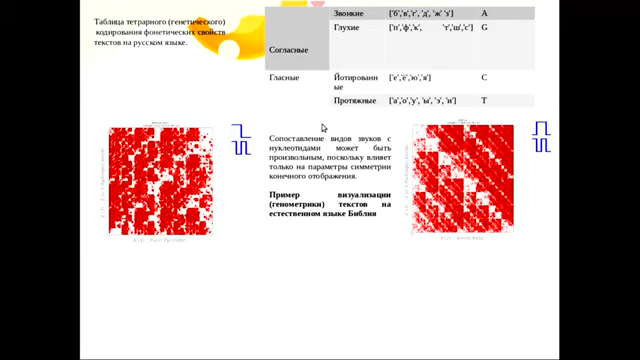 Таблица тетрарного (генетического)
кодирования фонетических свойств
текстов на русском языке.
Согласные
Звонкие
['б','в','г', 'д', 'ж' 'з']
A
Глухие
['п','ф','к', 'т','ш','с']
G
Гласные
Йотированн
ые
['е','ё','ю','я']
C
Протяжные
['а','о','у', 'ы', 'э', 'и']
T
Сопоставление видов звуков с
нуклеотидами может быть
произвольным, поскольку влияет
только на параметры симметрии
конечного отображения.
Пример визуализации
(генометрики) текстов на
естественном языке Библия